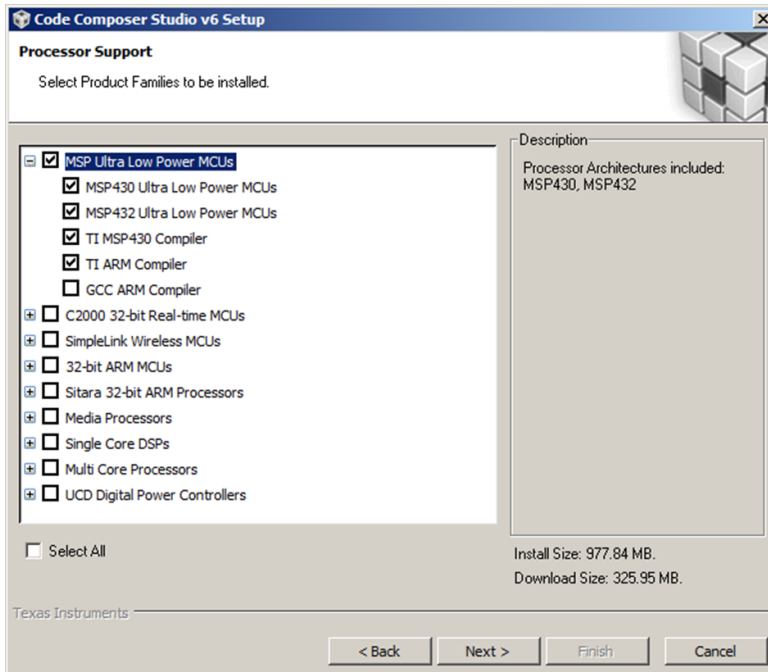 Code Composer Studio v6 Setup
Processor Support
Select Product Families to be installed.
MSP Ultra Low Power MCUs
MSP430 Ultra Low Power MCUs
MSP432 Ultra Low Power MCUs
TI MSP430 Compiler
TI ARM Compiler
GCC ARM Compiler
C2000 32-bit Real-time MCUs
SimpleLink Wireless MCUs
32-bit ARM MCUs
Sitara 32-bit ARM Processors
Media Processors
Single Core DSPs
Multi Core Processors
UCD Digital Power Controllers
Select All
Description
Processor Architectures included:
MSP430, MSP432
Install Size: 977.84 MB.
Download Size: 325.95 MB.
Texas Instruments
< Back
Next >
Finish
Cancel